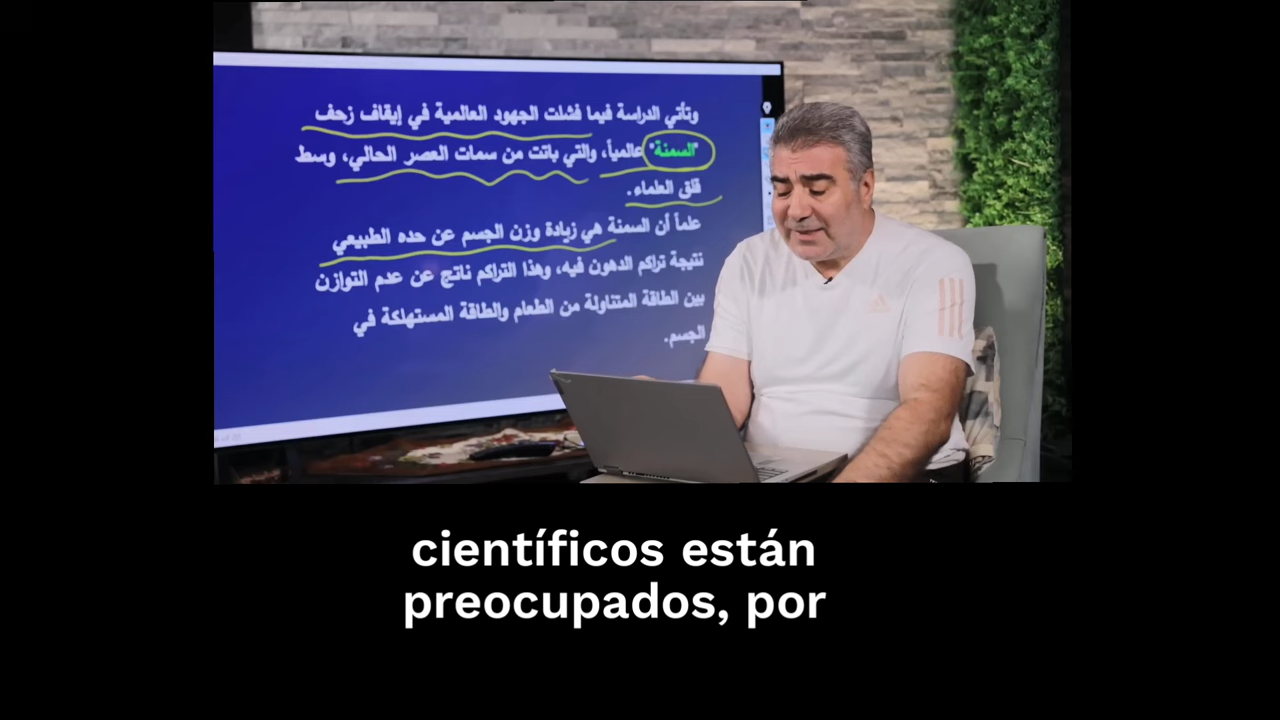 وتأتي الدراسة فيما فشلت الجهود العالمية في إيقاف زحف
"السمنة" عالمياً، والتي باتت من سمات العصر الحالي، وسط
قلق العلماء.
علماً أن السمنة هي زيادة وزن الجسم عن حده الطبيعي
نتيجة تراكم الدهون فيه، وهذا التراكم ناتج عن عدم التوازن
بين الطاقة المتناولة من الطعام والطاقة المستهلكة في
الجسم.
científicos están
preocupados, por